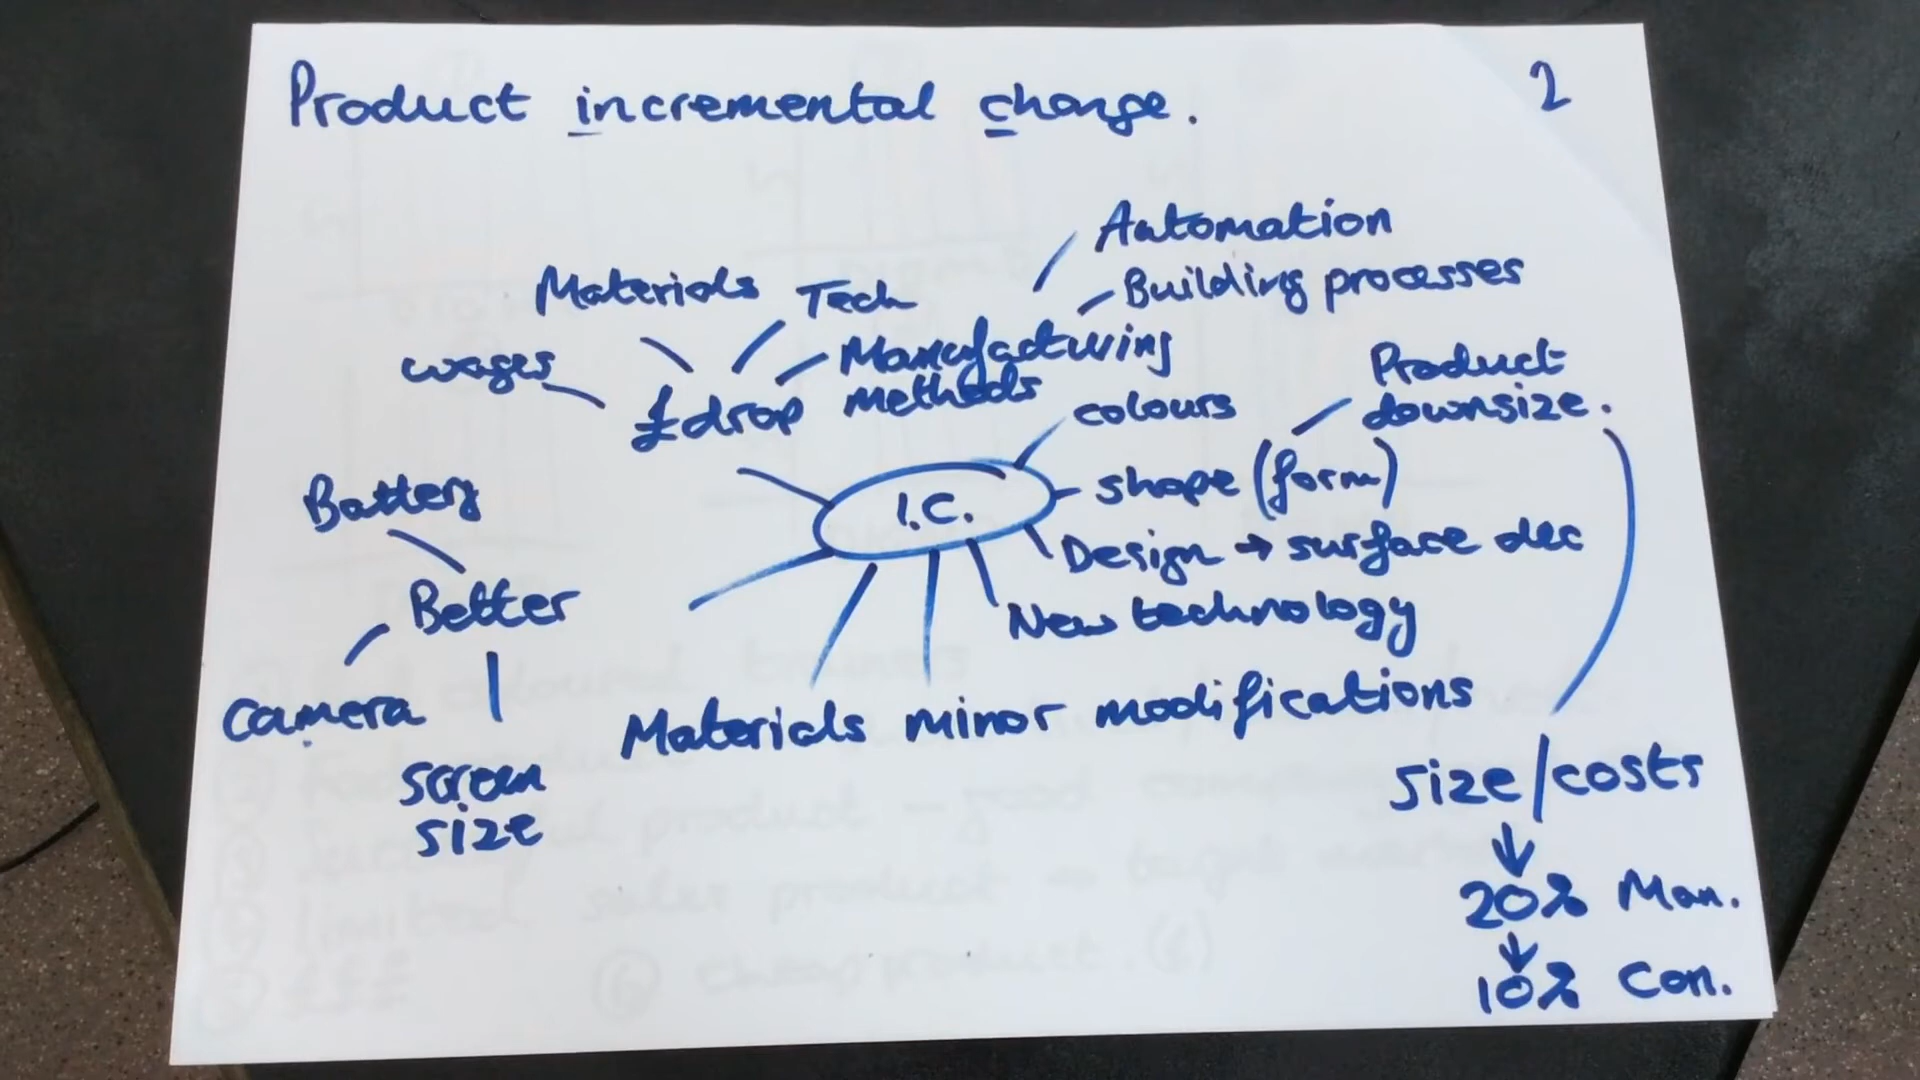 Product incremental change.
2
Automation
Building processes
Materials
Tech
Manufacturing
methods
wages
£ drop
colours
Product
downsize.
shape (form)
I.C.
Design → surface dec
New technology
Battery
Better
camera
screen
size
Materials minor modifications
size/costs
↓
20% Man.
↓
10% Con.